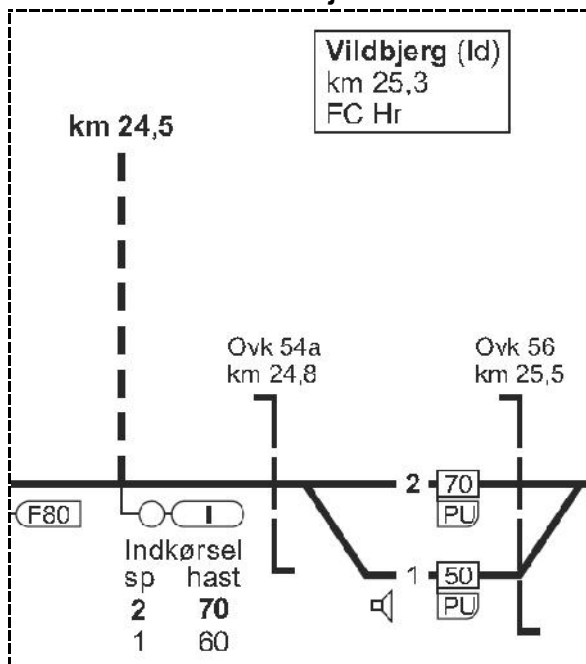 Vildbjerg (Id)
km 25,3
FC Hr
km 24,5
Ovk 54a
km 24,8
Ovk 56
km 25,5
2 70
PU
F80
I
Indkørsel
sp hast
2 70
1 60
1 50
PU